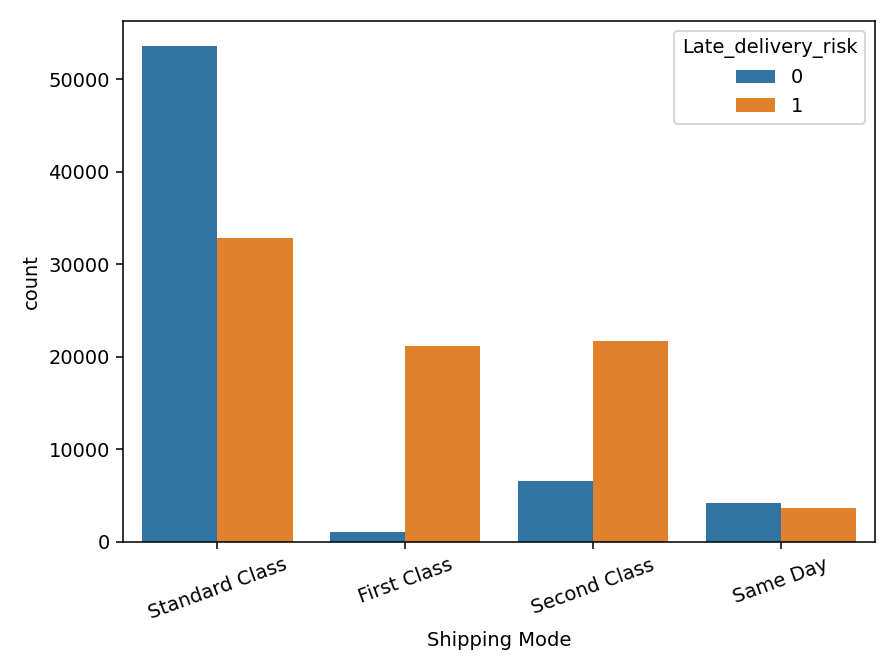 Late_delivery_risk
0
1
50000
40000
30000
20000
10000
0
count
Standard Class
First Class
Second Class
Same Day
Shipping Mode